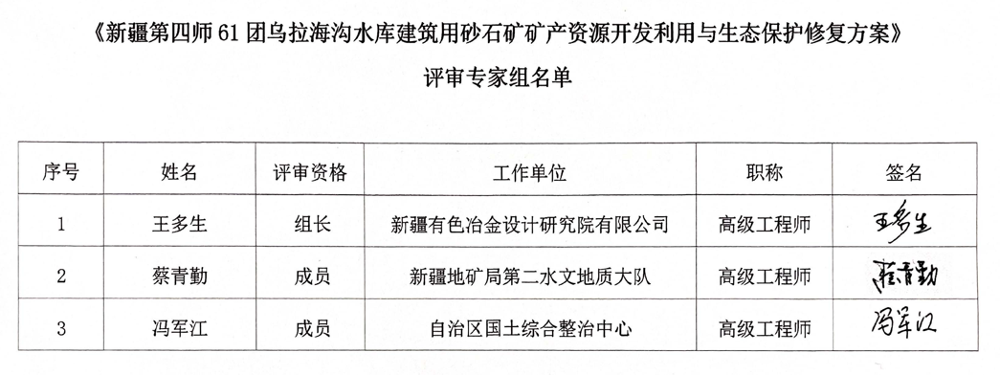 《新疆第四师 61 团乌拉海沟水库建筑用砂石矿矿产资源开发利用与生态保护修复方案》
评审专家组名单
序号 姓名 评审资格 工作单位 职称 签名
1 王多生 组长 新疆有色冶金设计研究院有限公司 高级工程师 王多生
2 蔡青勤 成员 新疆地矿局第二水文地质大队 高级工程师 蔡青勤
3 冯军江 成员 自治区国土综合整治中心 高级工程师 冯军江